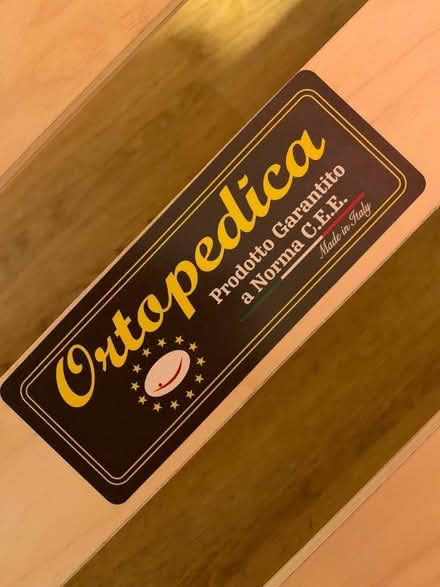 Ortopedica
Prodotto Garantito
a Norma C.E.E.
Made in Italy